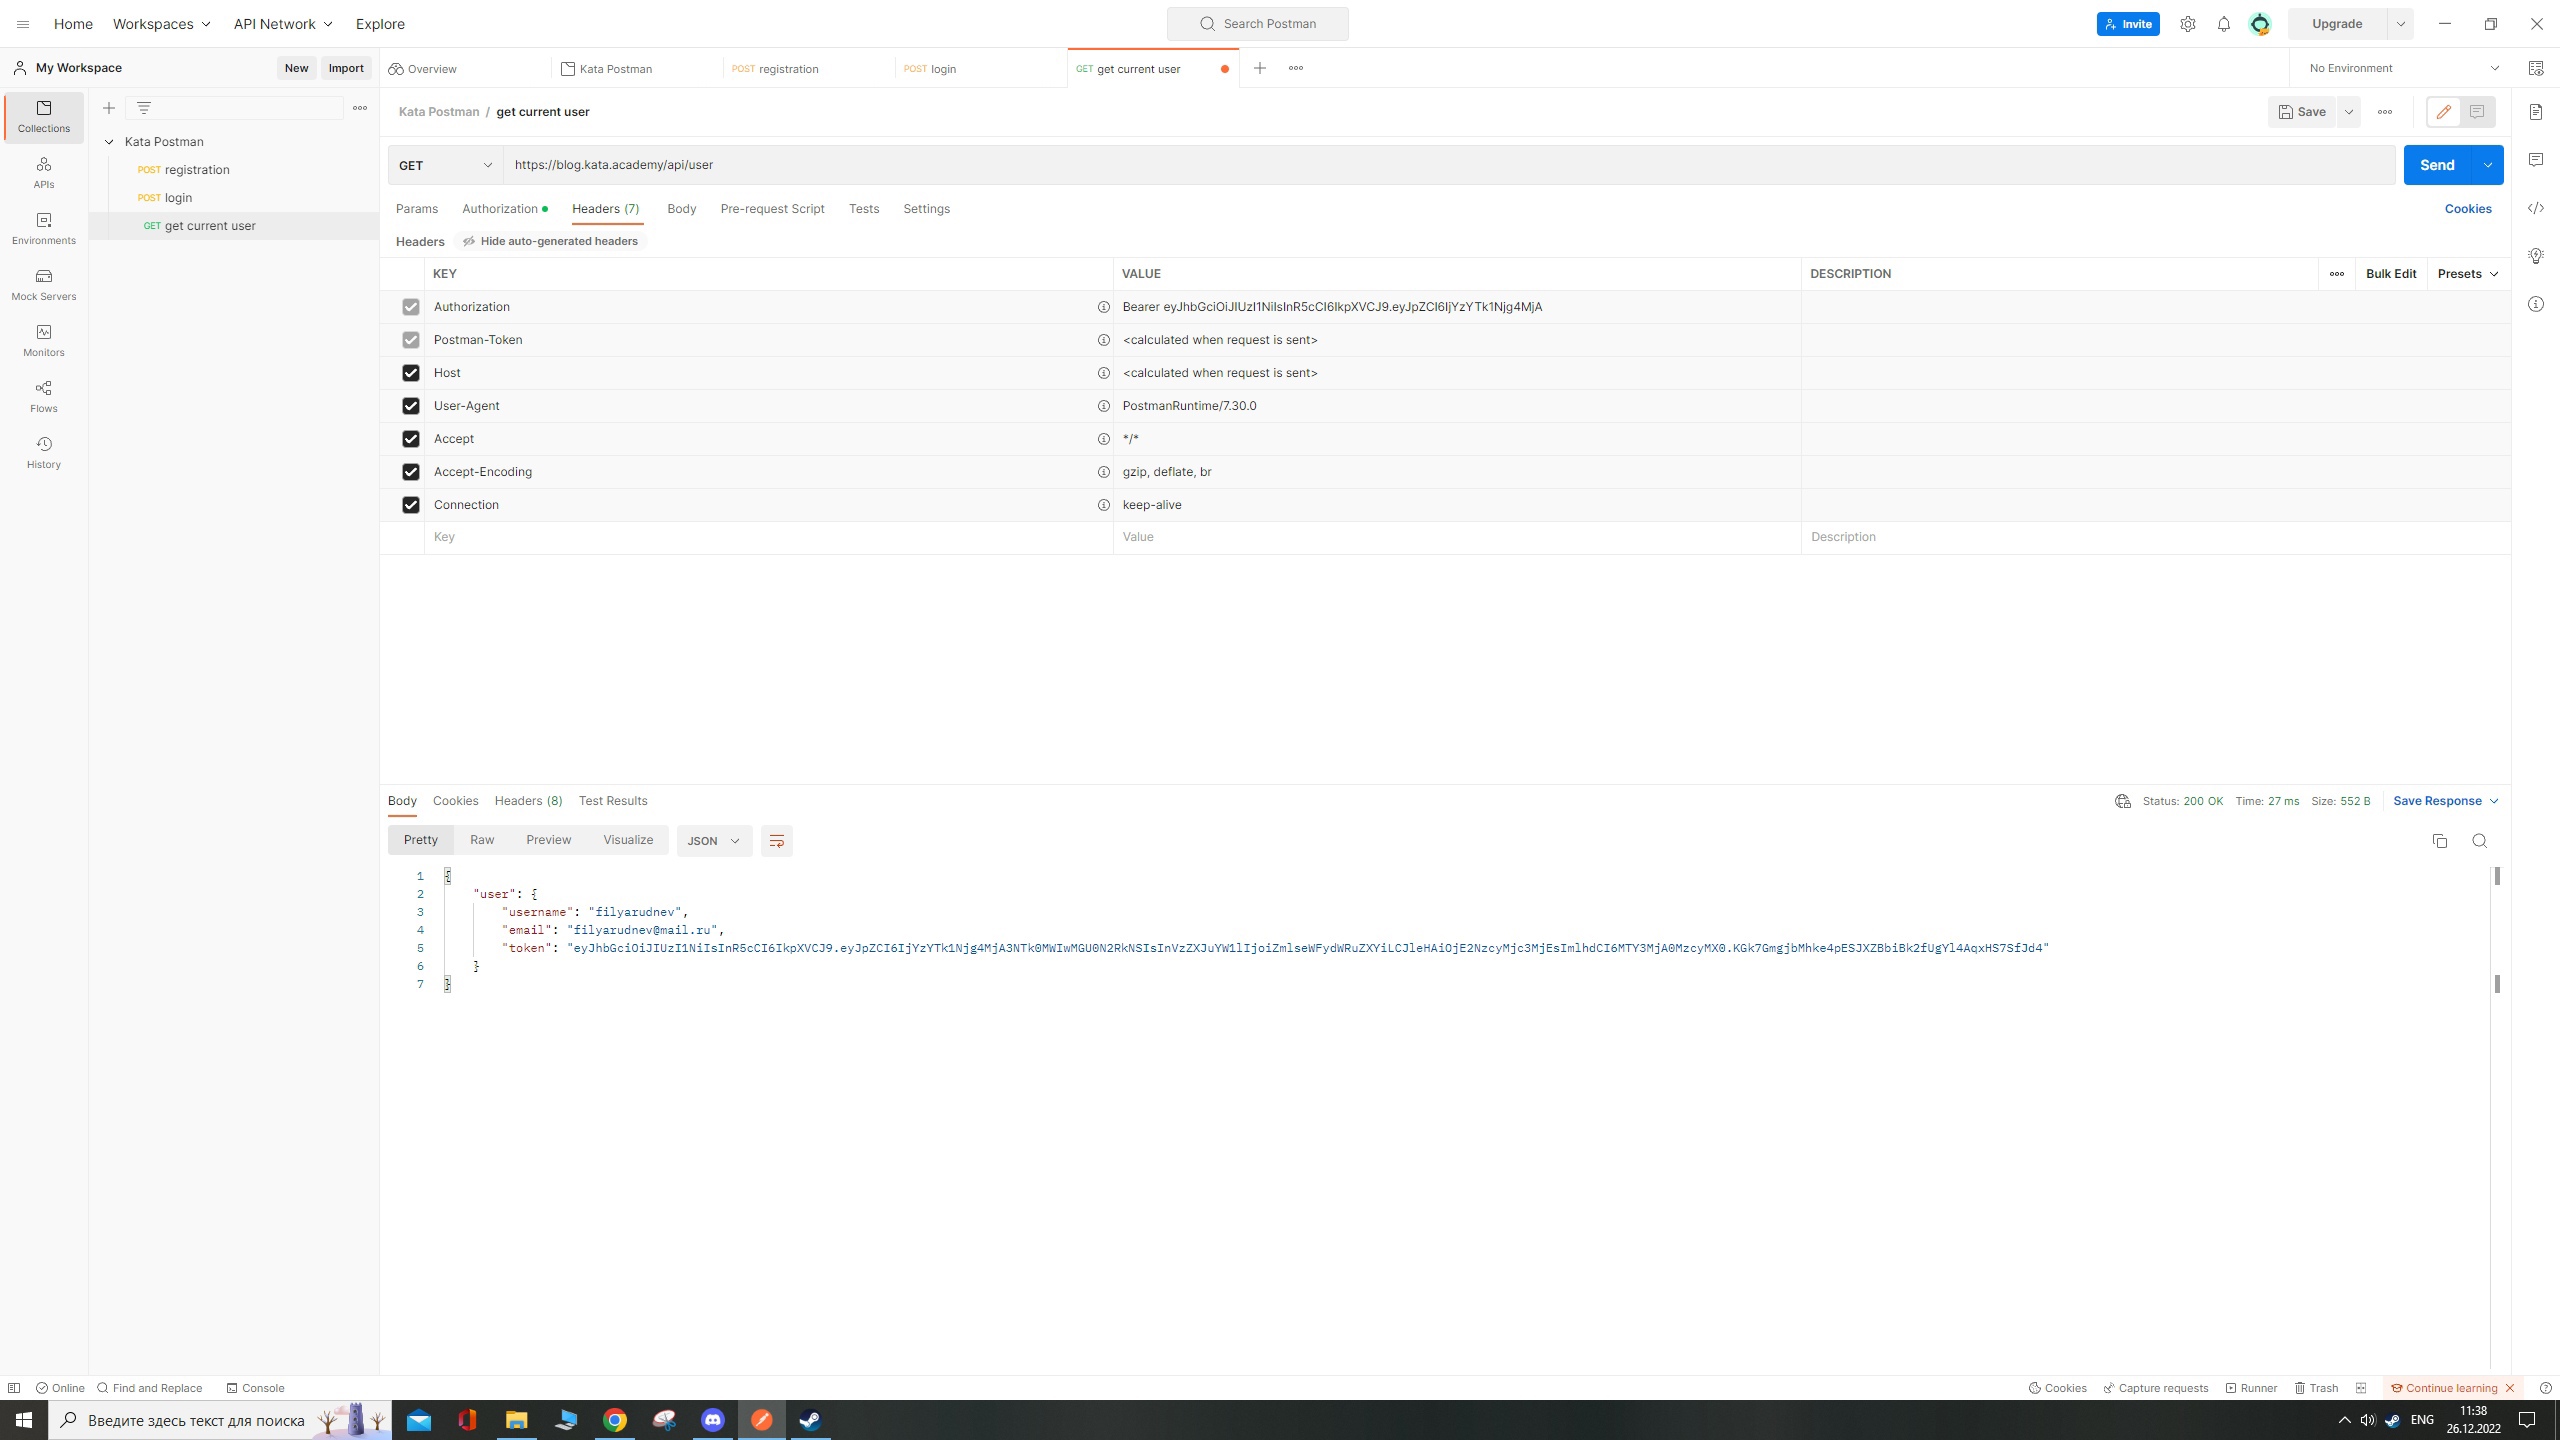 Home Workspaces API Network Explore Search Postman Invite Upgrade
My Workspace New Import Overview Kata Postman POST registration POST login GET get current user No Environment
Collections
APIs
Environments
Mock Servers
Monitors
Flows
History
Kata Postman
POST registration
POST login
GET get current user
Kata Postman / get current user Save
GET https://blog.kata.academy/api/user Send
Params Authorization Headers (7) Body Pre-request Script Tests Settings Cookies
Headers Hide auto-generated headers
KEY VALUE DESCRIPTION Bulk Edit Presets
Authorization Bearer eyJhbGciOiJIUzI1NiIsInR5cCI6IkpXVCJ9.eyJpZCI6IjYzYTk1Njg4MjA
Postman-Token <calculated when request is sent>
Host <calculated when request is sent>
User-Agent PostmanRuntime/7.30.0
Accept */*
Accept-Encoding gzip, deflate, br
Connection keep-alive
Key Value Description
Body Cookies Headers (8) Test Results Status: 200 OK Time: 27 ms Size: 552 B Save Response
Pretty Raw Preview Visualize JSON
1 {
2 "user": {
3 "username": "filyarudnev",
4 "email": "filyarudnev@mail.ru",
5 "token": "eyJhbGciOiJIUzI1NiIsInR5cCI6IkpXVCJ9.eyJpZCI6IjYzYTk1Njg4MjA3NTk0MWIwMGU0N2RkNSIsInVzZXJuYW1lIjoiZmlseWFydWRuZXYiLCJleHAiOjE2NzcyMjc3MjEsImlhdCI6MTY3MjA0MzcyMX0.KGk7GmgjbMhke4pESJXZBbiBk2fUgYl4AqxHS7SfJd4"
6 }
7 }
Online Find and Replace Console Cookies Capture requests Runner Trash Continue learning
Введите здесь текст для поиска ENG 11:38
26.12.2022